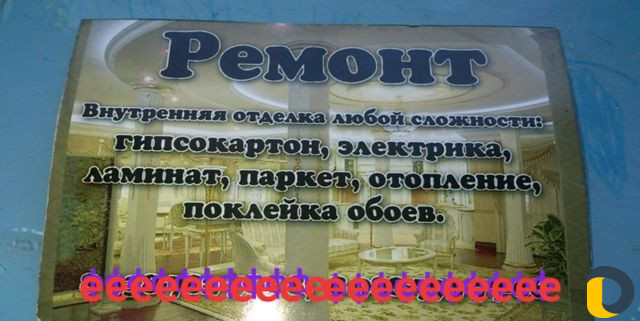 Ремонт
Внутренняя отделка любой сложности:
гипсокартон, электрика,
ламинат, паркет, отопление,
поклейка обоев.